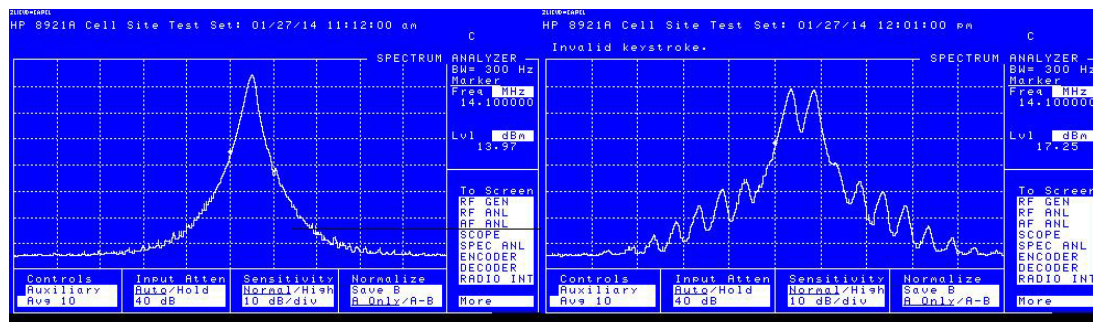 HP 8921A Cell Site Test Set: 01/27/14 11:12:00 am
C
SPECTRUM ANALYZER
BW= 300 Hz
Marker
Freq MHz
14.100000
Lvl dBm
13.97
To Screen
RF GEN
RF ANL
AF ANL
SCOPE
SPEC ANL
ENCODER
DECODER
RADIO INT
More
Controls
Auxiliary
Avg 10
Input Atten
Auto/Hold
40 dB
Sensitivity
Normal/High
10 dB/div
Normalize
Save B
A Only/A-B
HP 8921A Cell Site Test Set: 01/27/14 12:01:00 pm
C
Invalid keystroke.
SPECTRUM ANALYZER
BW= 300 Hz
Marker
Freq MHz
14.100000
Lvl dBm
17.25
To Screen
RF GEN
RF ANL
AF ANL
SCOPE
SPEC ANL
ENCODER
DECODER
RADIO INT
More
Controls
Auxiliary
Avg 10
Input Atten
Auto/Hold
40 dB
Sensitivity
Normal/High
10 dB/div
Normalize
Save B
A Only/A-B